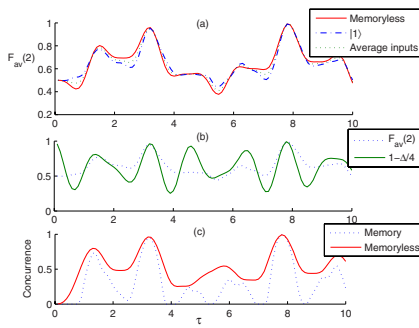 (a)
Memoryless
|1⟩
Average inputs
F_av(2)
1
0.8
0.6
0.4
0.2
0 2 4 6 8 10
(b)
F_av(2)
1−Δ/4
1
0.5
0
0 2 4 6 8 10
(c)
Memory
Memoryless
Concurrence
1
0.5
0
0 2 4 6 8 10
τ